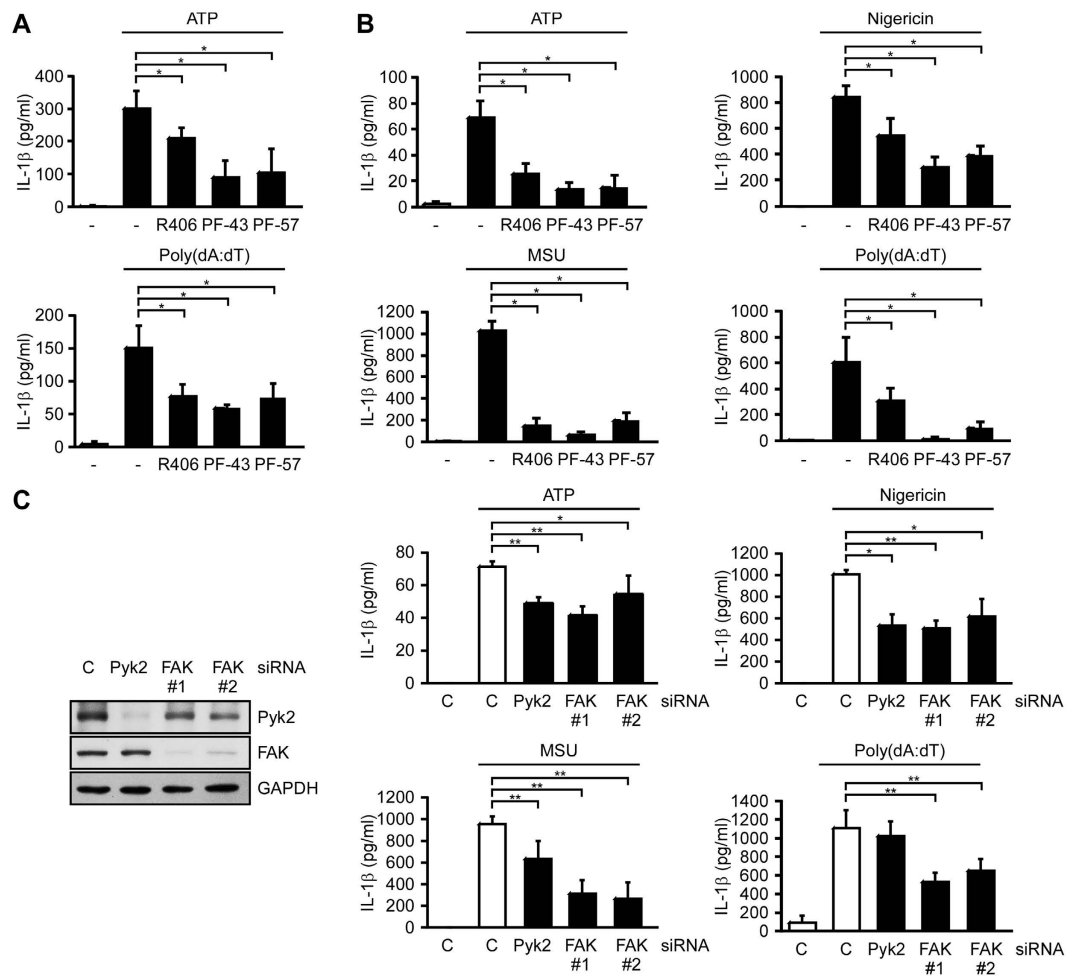 A
ATP
*
*
*
IL-1β (pg/ml)
400
300
200
100
0
- - R406 PF-43 PF-57
Poly(dA:dT)
*
*
*
IL-1β (pg/ml)
200
150
100
50
0
- - R406 PF-43 PF-57
B
ATP
*
*
*
IL-1β (pg/ml)
100
80
60
40
20
0
- - R406 PF-43 PF-57
Nigericin
*
*
*
IL-1β (pg/ml)
1000
800
600
400
200
0
- - R406 PF-43 PF-57
MSU
*
*
*
IL-1β (pg/ml)
1200
1000
800
600
400
200
0
- - R406 PF-43 PF-57
Poly(dA:dT)
*
*
*
IL-1β (pg/ml)
1000
800
600
400
200
0
- - R406 PF-43 PF-57
C
C Pyk2 FAK FAK siRNA
#1 #2
Pyk2
FAK
GAPDH
ATP
*
**
**
IL-1β (pg/ml)
80
60
40
20
0
C C Pyk2 FAK FAK siRNA
#1 #2
Nigericin
*
**
*
IL-1β (pg/ml)
1200
1000
800
600
400
200
0
C C Pyk2 FAK FAK siRNA
#1 #2
MSU
**
**
**
IL-1β (pg/ml)
1200
1000
800
600
400
200
0
C C Pyk2 FAK FAK siRNA
#1 #2
Poly(dA:dT)
**
**
IL-1β (pg/ml)
1400
1200
1000
800
600
400
200
0
C C Pyk2 FAK FAK siRNA
#1 #2